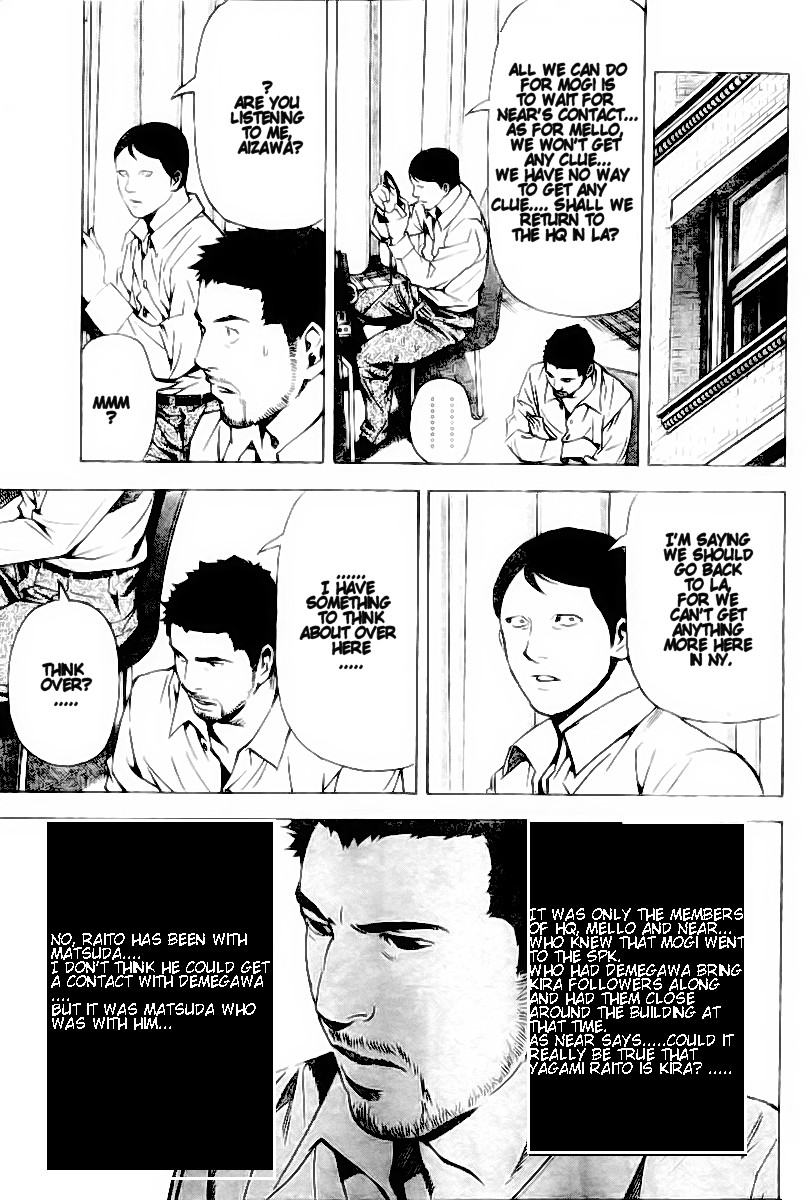 ALL WE CAN DO
FOR MOGI IS
TO WAIT FOR
NEAR'S CONTACT...
AS FOR MELLO,
WE WON'T GET
ANY CLUE...
WE HAVE NO WAY
TO GET ANY
CLUE.... SHALL WE
RETURN TO
THE HQ IN LA?
............
?
ARE YOU
LISTENING
TO ME,
AIZAWA?
MMM
?
I'M SAYING
WE SHOULD
GO BACK
TO LA,
FOR WE
CAN'T GET
ANYTHING
MORE HERE
IN NY.
......
I HAVE
SOMETHING
TO THINK
ABOUT OVER
HERE
.....
THINK
OVER?
.....
IT WAS ONLY THE MEMBERS
OF HQ, MELLO AND NEAR...
WHO KNEW THAT MOGI WENT
TO THE SPK.
WHO HAD DEMEGAWA BRING
KIRA FOLLOWERS ALONG
AND HAD THEM CLOSE
AROUND THE BUILDING AT
THAT TIME.
AS NEAR SAYS.....COULD IT
REALLY BE TRUE THAT
YAGAMI RAITO IS KIRA? .....
NO, RAITO HAS BEEN WITH
MATSUDA....
I DON'T THINK HE COULD GET
A CONTACT WITH DEMEGAWA
....
BUT IT WAS MATSUDA WHO
WAS WITH HIM...